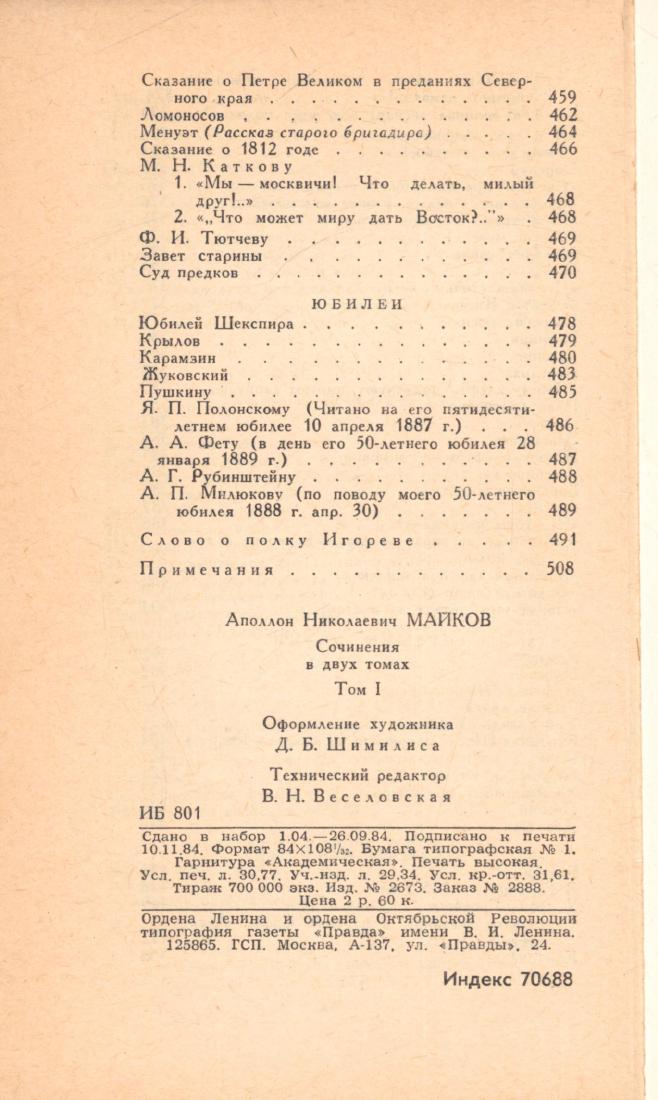 Сказание о Петре Великом в преданиях Север-
ного края . . . . . . . . . . . . . . 459
Ломоносов . . . . . . . . . . . . . . 462
Менуэт (Рассказ старого бригадира) . . . . . 464
Сказание о 1812 годе . . . . . . . . . . 466
М. Н. Каткову
1. «Мы — москвичи! Что делать, милый
друг!..» . . . . . . . . . . . . . . 468
2. «„Что может миру дать Восток?.."» . 468
Ф. И. Тютчеву . . . . . . . . . . . . . 469
Завет старины . . . . . . . . . . . . . 469
Суд предков . . . . . . . . . . . . . . 470
ЮБИЛЕИ
Юбилей Шекспира . . . . . . . . . . . 478
Крылов . . . . . . . . . . . . . . . . 479
Карамзин . . . . . . . . . . . . . . . 480
Жуковский . . . . . . . . . . . . . . . 483
Пушкину . . . . . . . . . . . . . . . . 485
Я. П. Полонскому (Читано на его пятидесяти-
летнем юбилее 10 апреля 1887 г.) . . . 486
А. А. Фету (в день его 50-летнего юбилея 28
января 1889 г.) . . . . . . . . . . . . 487
А. Г. Рубинштейну . . . . . . . . . . . 488
А. П. Милюкову (по поводу моего 50-летнего
юбилея 1888 г. апр. 30) . . . . . . . 489
Слово о полку Игореве . . . . . 491
Примечания . . . . . . . . . . . . 508
Аполлон Николаевич МАЙКОВ
Сочинения
в двух томах
Том I
Оформление художника
Д. Б. Шимилиса
Технический редактор
В. Н. Веселовская
ИБ 801
Сдано в набор 1.04.—26.09.84. Подписано к печати
10.11.84. Формат 84×108¹/₃₂. Бумага типографская № 1.
Гарнитура «Академическая». Печать высокая.
Усл. печ. л. 30,77. Уч.-изд. л. 29,34. Усл. кр.-отт. 31,61.
Тираж 700 000 экз. Изд. № 2673. Заказ № 2888.
Цена 2 р. 60 к.
Ордена Ленина и ордена Октябрьской Революции
типография газеты «Правда» имени В. И. Ленина.
125865. ГСП. Москва, А-137, ул. «Правды», 24.
Индекс 70688